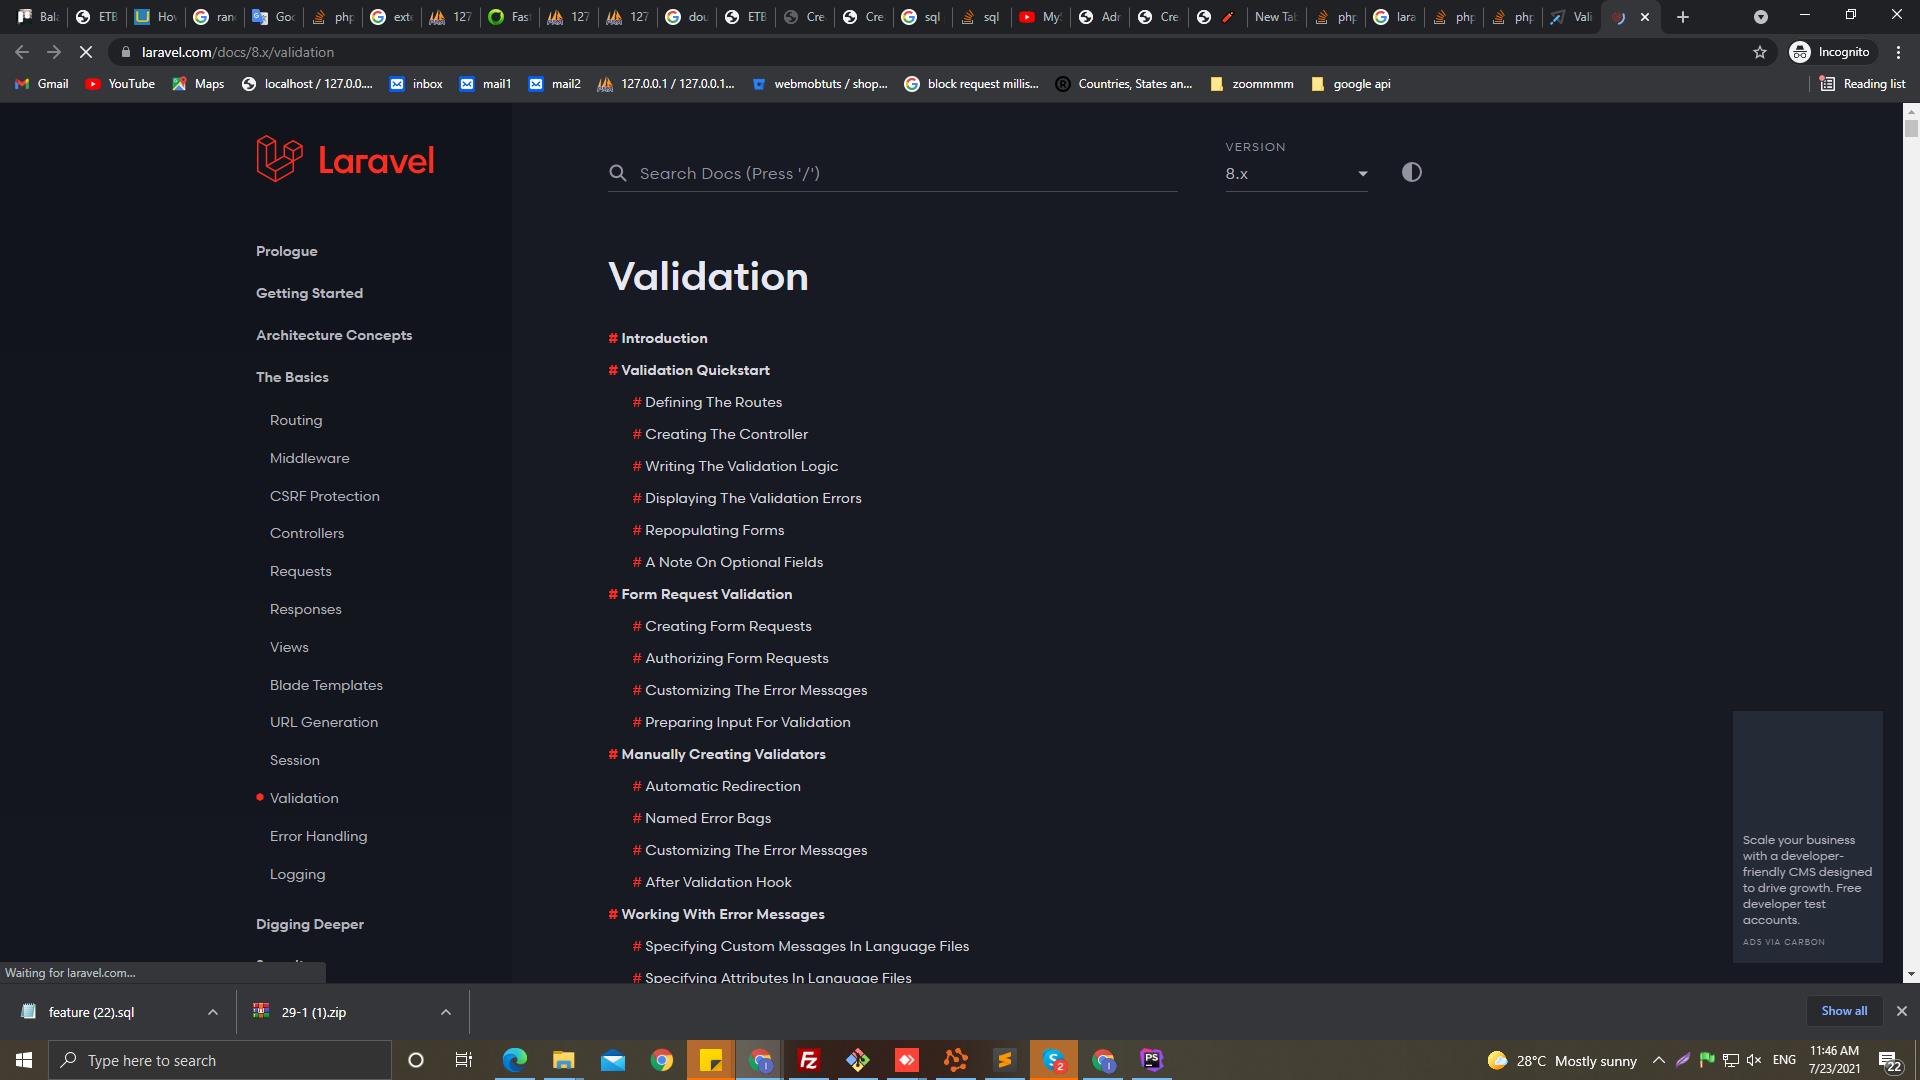 Bala
ETB
Hov
ran
Goo
php
exte
127
Fas
127
127
dou
ETB
Cre
Cre
sql
sql
MyS
Adr
Cre
New Tab
php
lara
php
php
Vali
laravel.com/docs/8.x/validation
Incognito
Gmail
YouTube
Maps
localhost / 127.0.0....
inbox
mail1
mail2
127.0.0.1 / 127.0.0.1...
webmobtuts / shop...
block request millis...
Countries, States an...
zoommmm
google api
Reading list
Laravel
Search Docs (Press '/')
VERSION
8.x
Prologue
Getting Started
Architecture Concepts
The Basics
Routing
Middleware
CSRF Protection
Controllers
Requests
Responses
Views
Blade Templates
URL Generation
Session
Validation
Error Handling
Logging
Digging Deeper
Validation
# Introduction
# Validation Quickstart
# Defining The Routes
# Creating The Controller
# Writing The Validation Logic
# Displaying The Validation Errors
# Repopulating Forms
# A Note On Optional Fields
# Form Request Validation
# Creating Form Requests
# Authorizing Form Requests
# Customizing The Error Messages
# Preparing Input For Validation
# Manually Creating Validators
# Automatic Redirection
# Named Error Bags
# Customizing The Error Messages
# After Validation Hook
# Working With Error Messages
# Specifying Custom Messages In Language Files
# Specifying Attributes In Language Files
Scale your business
with a developer-
friendly CMS designed
to drive growth. Free
developer test
accounts.
ADS VIA CARBON
Waiting for laravel.com...
feature (22).sql
29-1 (1).zip
Show all
Type here to search
28°C Mostly sunny
ENG
11:46 AM
7/23/2021
22